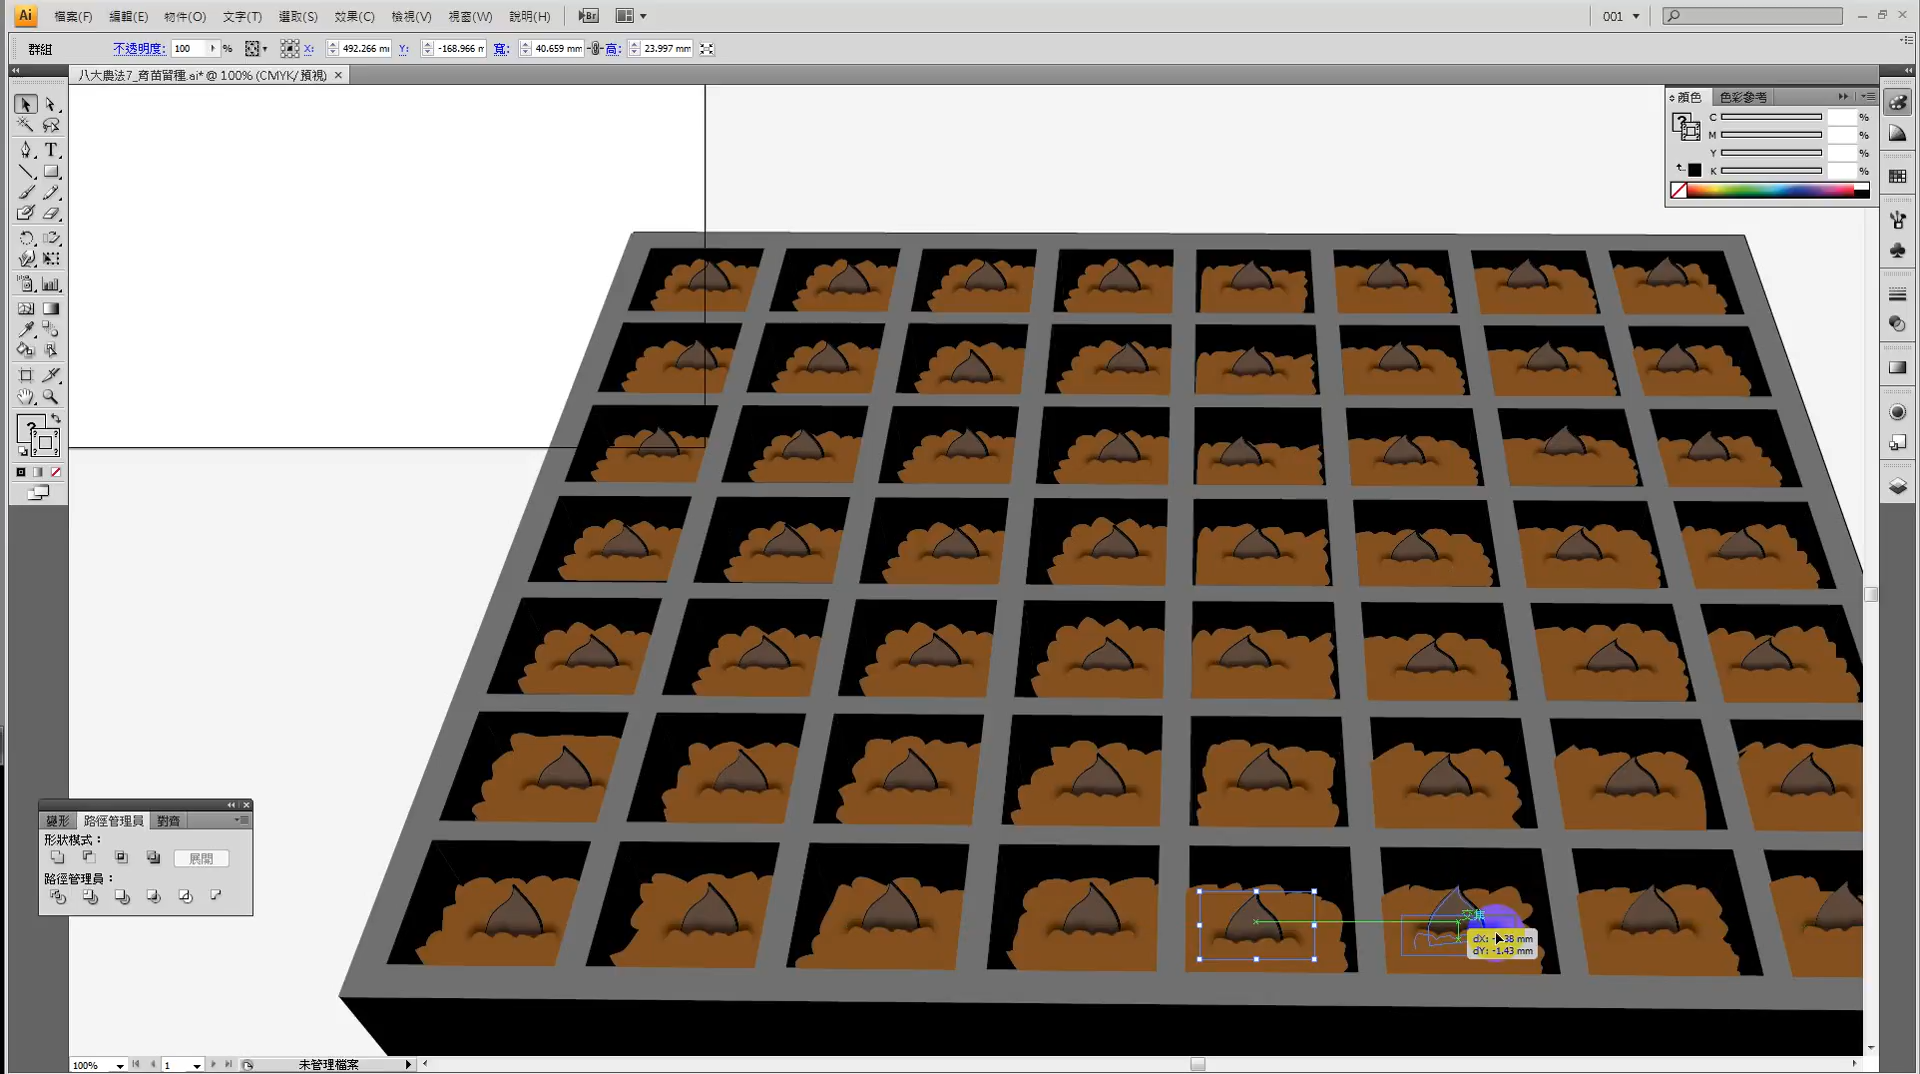 Ai 檔案(F) 編輯(E) 物件(O) 文字(T) 選取(S) 效果(C) 檢視(V) 視窗(W) 說明(H) Br 001
群組 不透明度: 100 % X: 492.266 m Y: -168.966 m 寬: 40.659 mm 高: 23.997 mm
八大農法7_育苗留種.ai* @ 100% (CMYK/預視)
顏色 色彩參考
C %
M %
Y %
K %
T
?
變形 路徑管理員 對齊
形狀模式：
展開
路徑管理員：
交集
dY: -1.43 mm
100% 1 未管理檔案